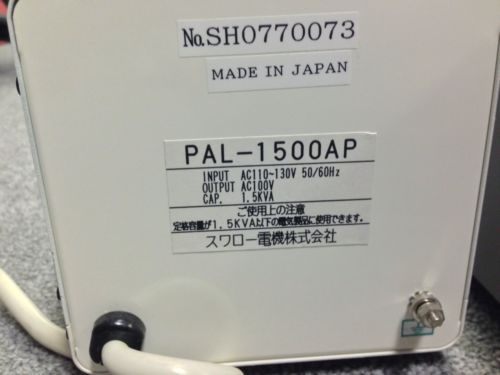 No.SH0770073
MADE IN JAPAN
PAL-1500AP
INPUT AC110~130V 50/60Hz
OUTPUT AC100V
CAP. 1.5KVA
ご使用上の注意
定格容量が1.5KVA以下の電気製品に使用できます。
スワロー電機株式会社